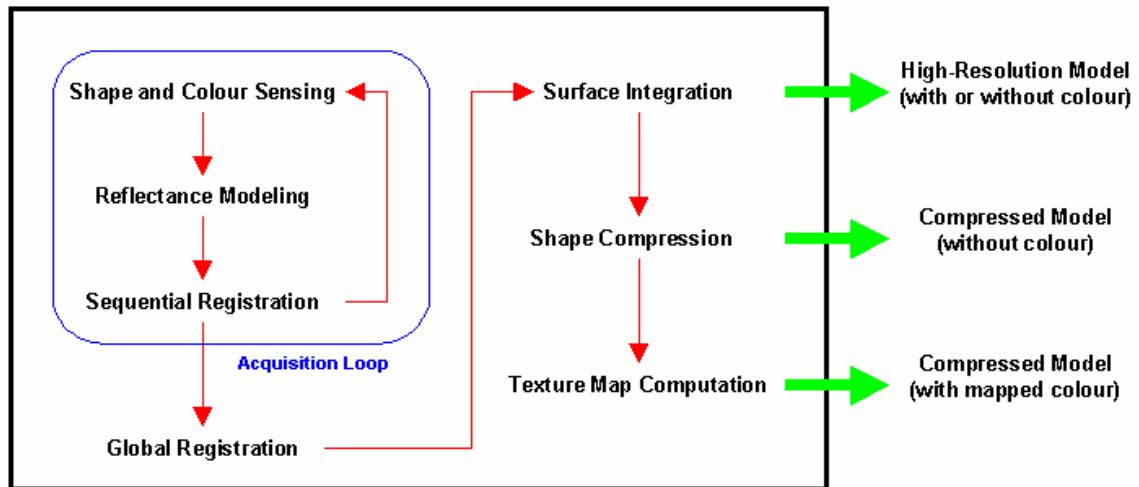 Shape and Colour Sensing
Reflectance Modeling
Sequential Registration
Acquisition Loop
Global Registration
Surface Integration
Shape Compression
Texture Map Computation
High-Resolution Model
(with or without colour)
Compressed Model
(without colour)
Compressed Model
(with mapped colour)